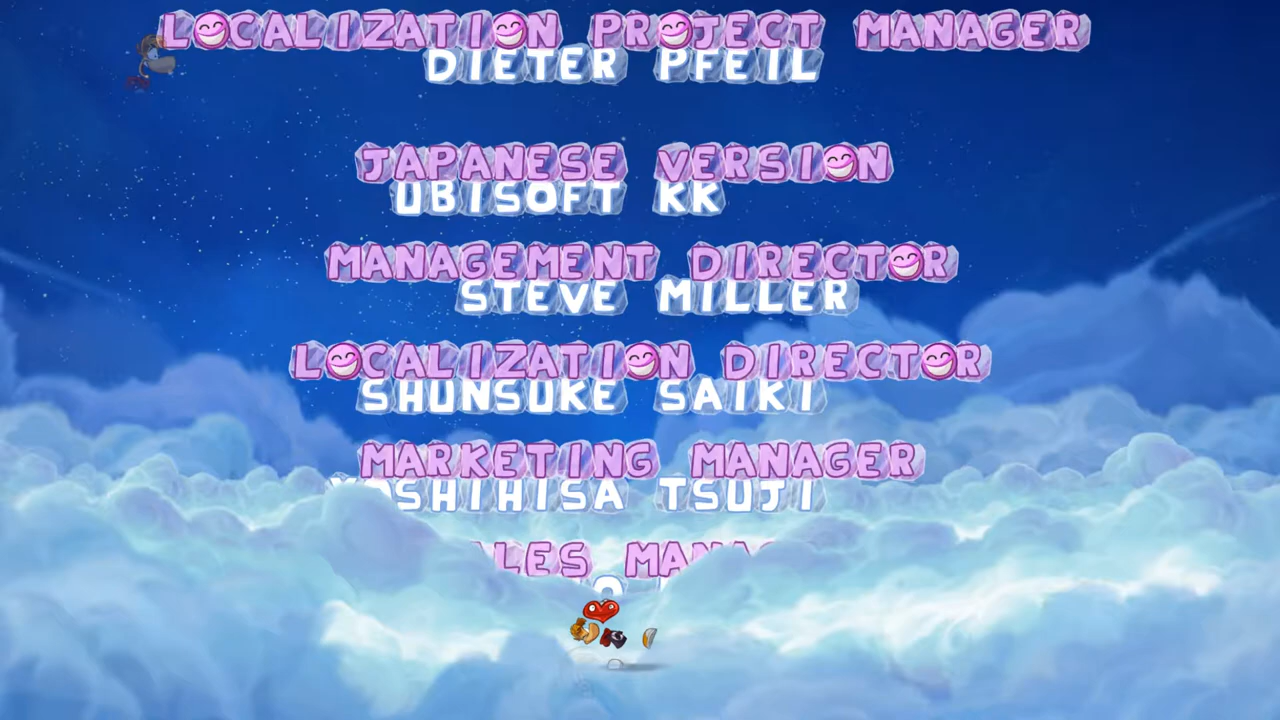 LOCALIZATION PROJECT MANAGER
DIETER PFEIL
JAPANESE VERSION
UBISOFT KK
MANAGEMENT DIRECTOR
STEVE MILLER
LOCALIZATION DIRECTOR
SHUNSUKE SAIKI
MARKETING MANAGER
YOSHIHISA TSUJI